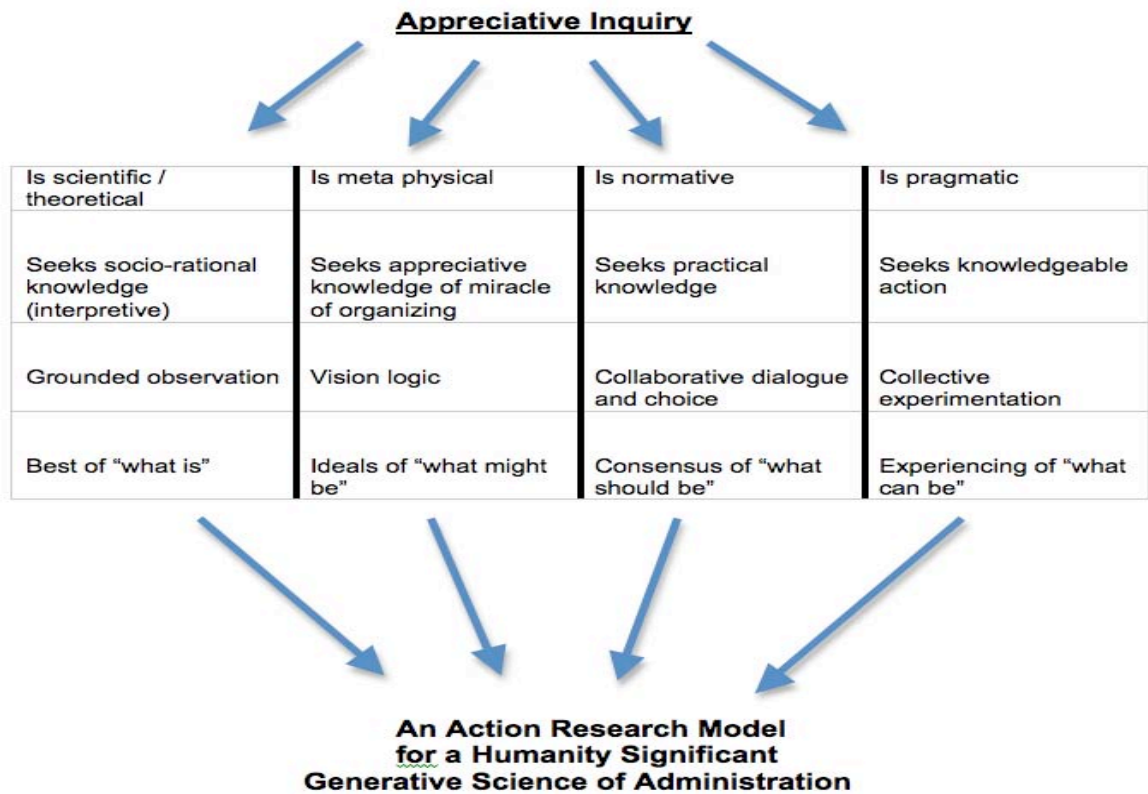 Appreciative Inquiry
Is scientific /
theoretical
Is meta physical
Is normative
Is pragmatic
Seeks socio-rational
knowledge
(interpretive)
Seeks appreciative
knowledge of miracle
of organizing
Seeks practical
knowledge
Seeks knowledgeable
action
Grounded observation
Vision logic
Collaborative dialogue
and choice
Collective
experimentation
Best of “what is”
Ideals of “what might
be”
Consensus of “what
should be”
Experiencing of “what
can be”
An Action Research Model
for a Humanity Significant
Generative Science of Administration